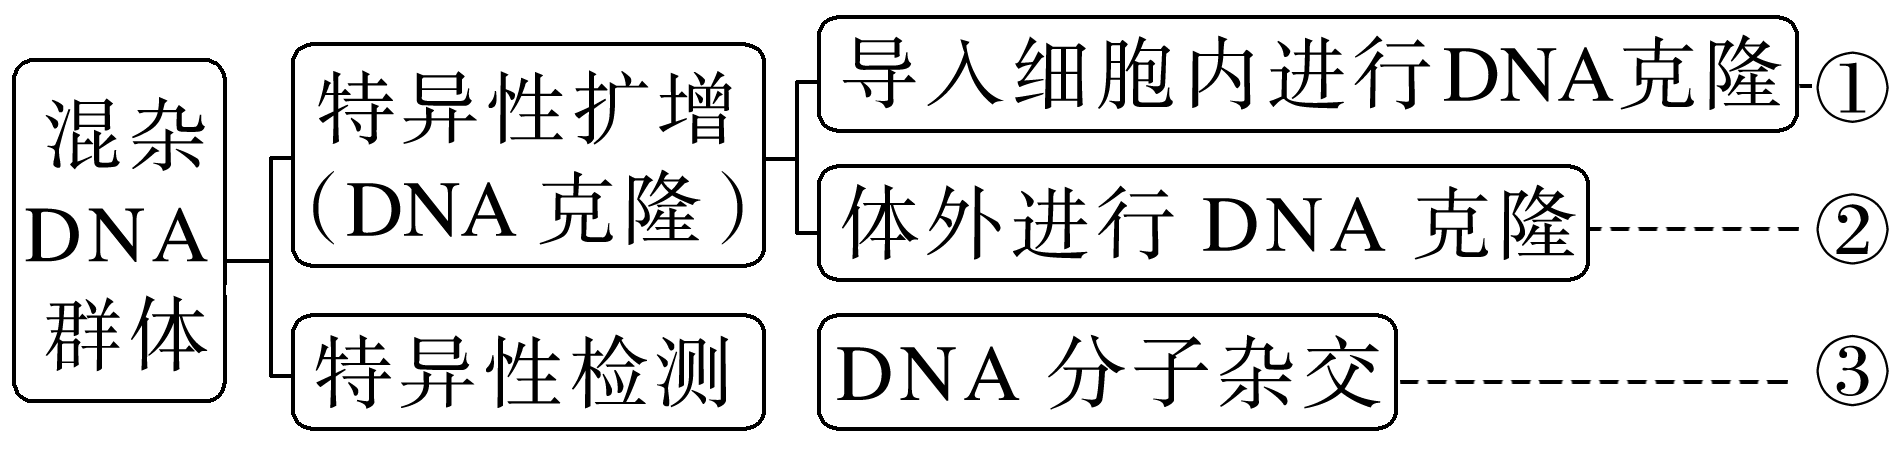 混杂
DNA
群体
特异性扩增
（DNA 克隆）
导入细胞内进行DNA克隆
①
体外进行 DNA 克隆
②
特异性检测
DNA 分子杂交
③